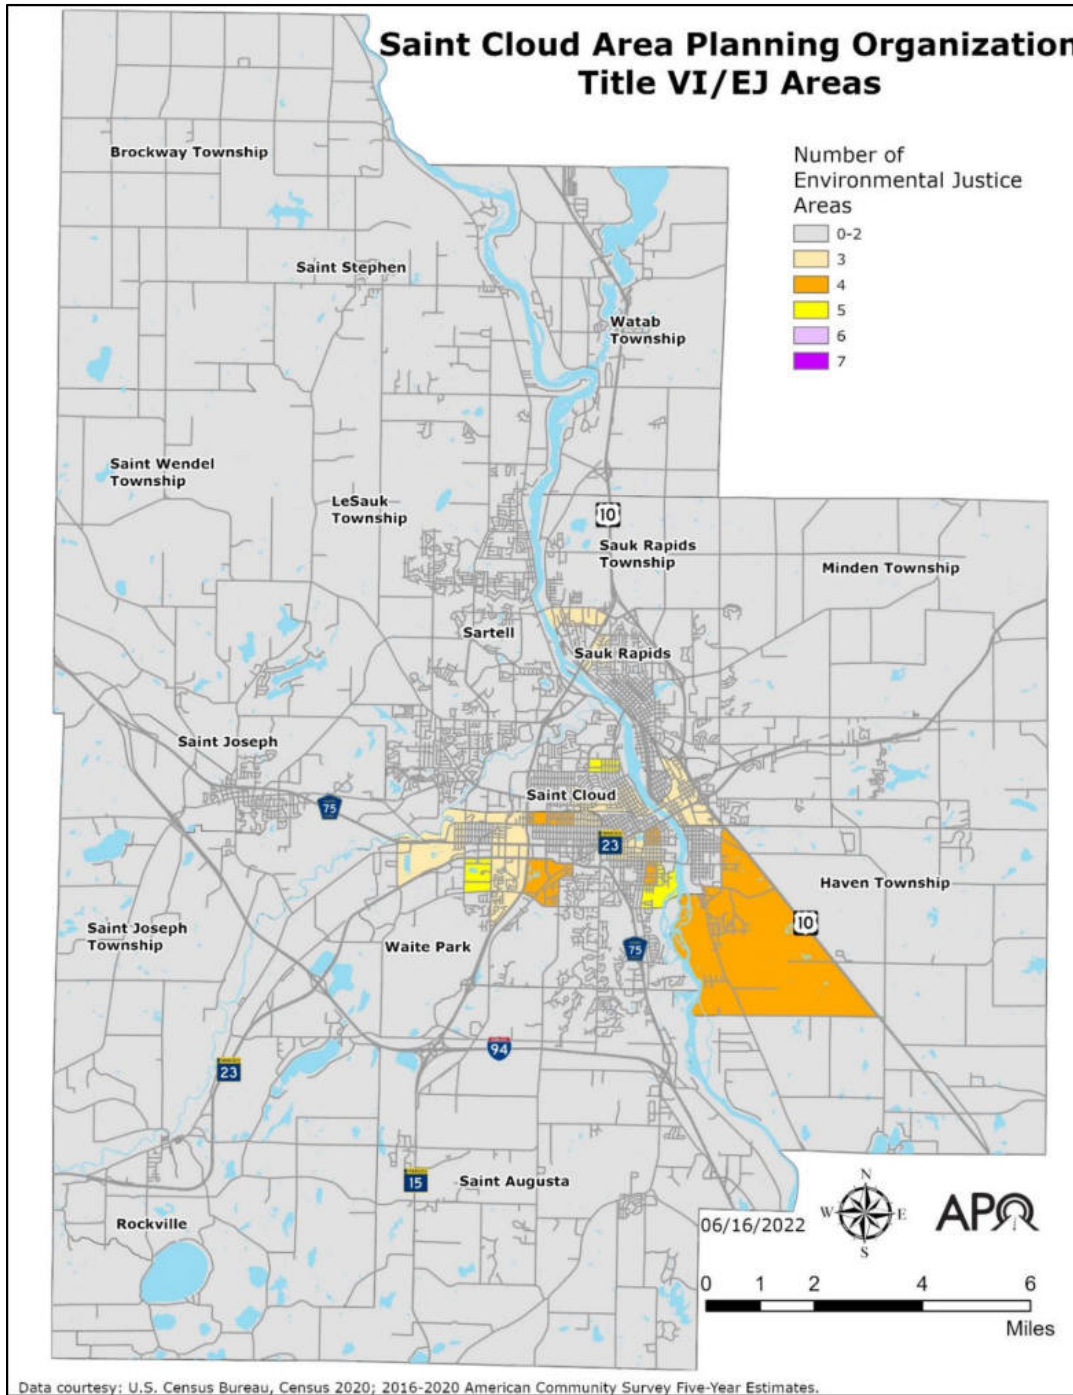 Saint Cloud Area Planning Organization
Title VI/EJ Areas
Number of
Environmental Justice
Areas
0-2
3
4
5
6
7
Brockway Township
Saint Stephen
Watab
Township
Saint Wendel
Township
LeSauk
Township
10
Sauk Rapids
Township
Minden Township
Sartell
Sauk Rapids
Saint Joseph
Saint Cloud
75
23
Haven Township
10
Saint Joseph
Township
Waite Park
75
94
23
15
Saint Augusta
Rockville
06/16/2022
N
W
E
S
APO
0 1 2 4 6
Miles
Data courtesy: U.S. Census Bureau, Census 2020; 2016-2020 American Community Survey Five-Year Estimates.